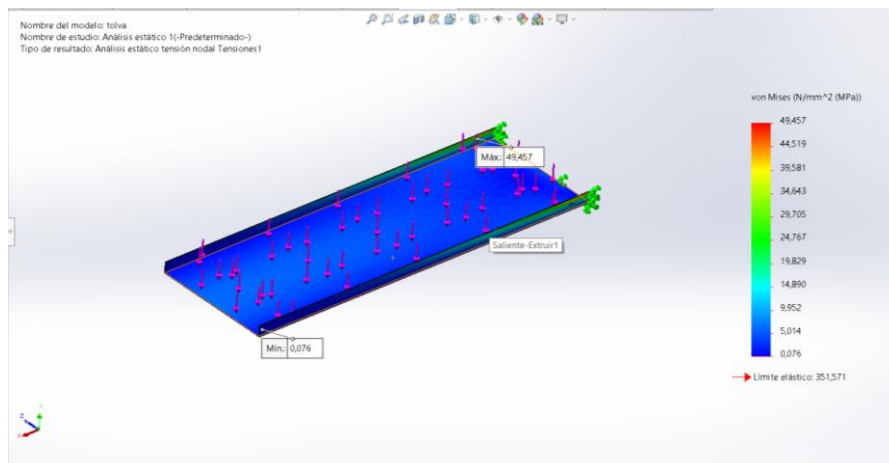 Nombre del modelo: tolva
Nombre de estudio: Análisis estático 1(-Predeterminado-)
Tipo de resultado: Análisis estático tensión nodal Tensiones1
von Mises (N/mm^2 (MPa))
49,457
44,519
39,581
34,643
29,705
24,767
19,829
14,890
9,952
5,014
0,076
Límite elástico: 351,571
Máx.: 49,457
Saliente-Extruir1
Mín.: 0,076
Y
Z
X